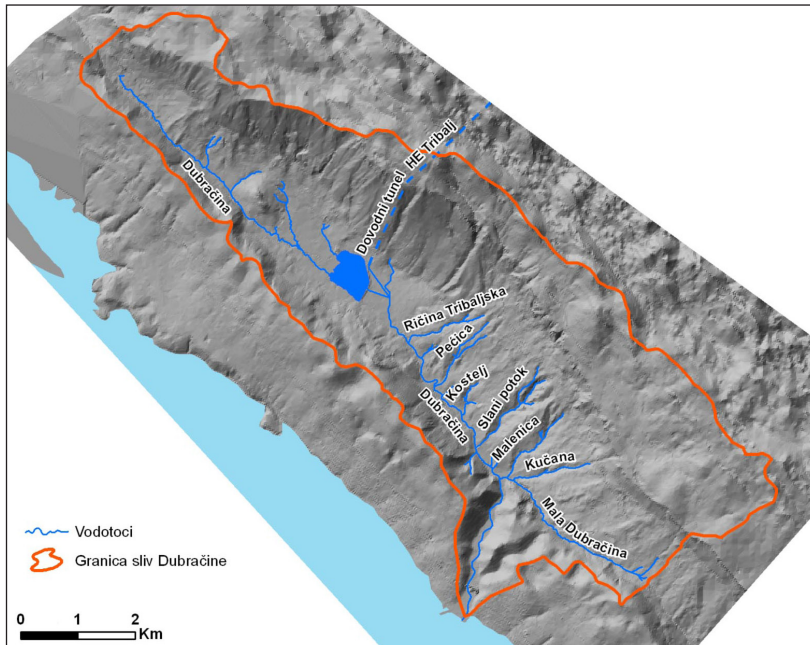 Dubračina
Dovodni tunel HE Tribalj
Ričina Tribaljska
Pećica
Kostelj
Dubračina
Slani potok
Malenica
Kučana
Mala Dubračina
Vodotoci
Granica sliv Dubračine
0 1 2
Km